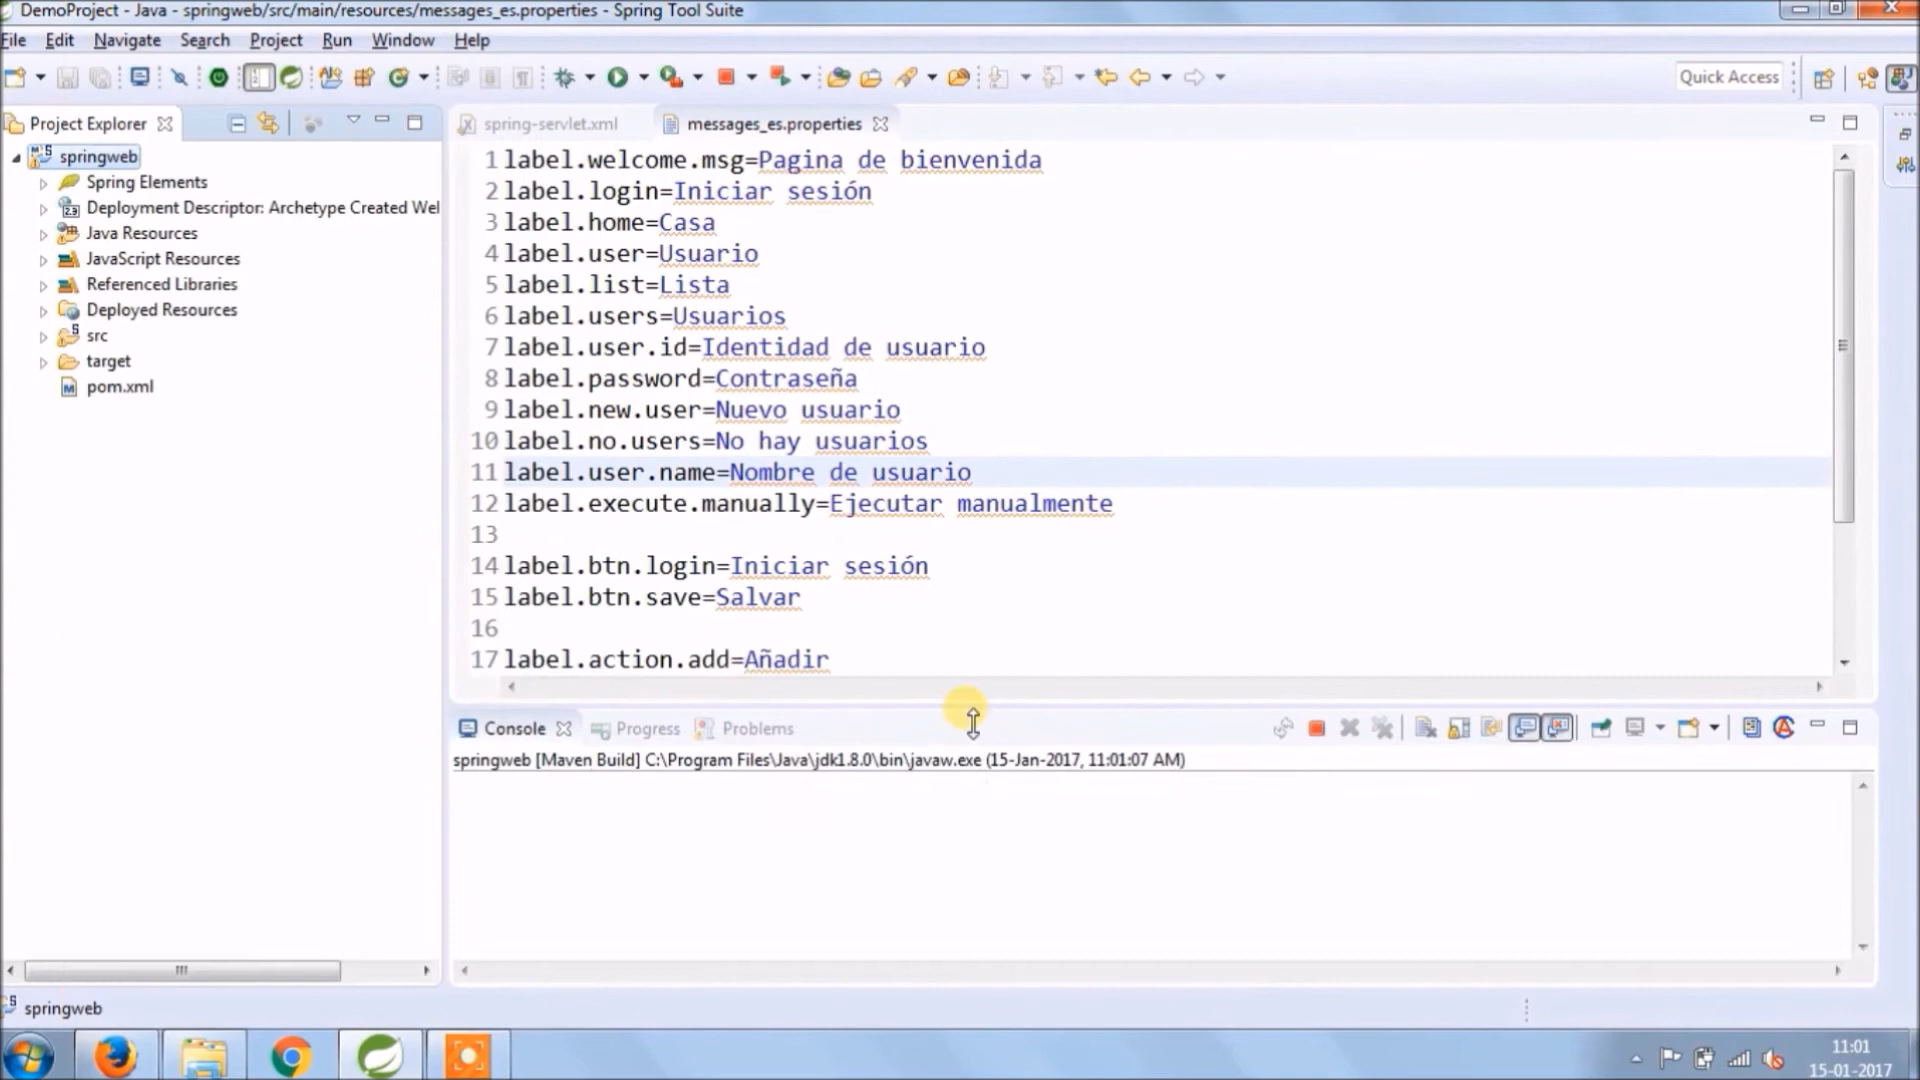 DemoProject - Java - springweb/src/main/resources/messages_es.properties - Spring Tool Suite
File Edit Navigate Search Project Run Window Help
Quick Access
Project Explorer
springweb
Spring Elements
Deployment Descriptor: Archetype Created Wel
Java Resources
JavaScript Resources
Referenced Libraries
Deployed Resources
src
target
pom.xml
spring-servlet.xml messages_es.properties
1 label.welcome.msg=Pagina de bienvenida
2 label.login=Iniciar sesión
3 label.home=Casa
4 label.user=Usuario
5 label.list=Lista
6 label.users=Usuarios
7 label.user.id=Identidad de usuario
8 label.password=Contraseña
9 label.new.user=Nuevo usuario
10 label.no.users=No hay usuarios
11 label.user.name=Nombre de usuario
12 label.execute.manually=Ejecutar manualmente
13
14 label.btn.login=Iniciar sesión
15 label.btn.save=Salvar
16
17 label.action.add=Añadir
Console Progress Problems
springweb [Maven Build] C:\Program Files\Java\jdk1.8.0\bin\javaw.exe (15-Jan-2017, 11:01:07 AM)
springweb
11:01
15-01-2017